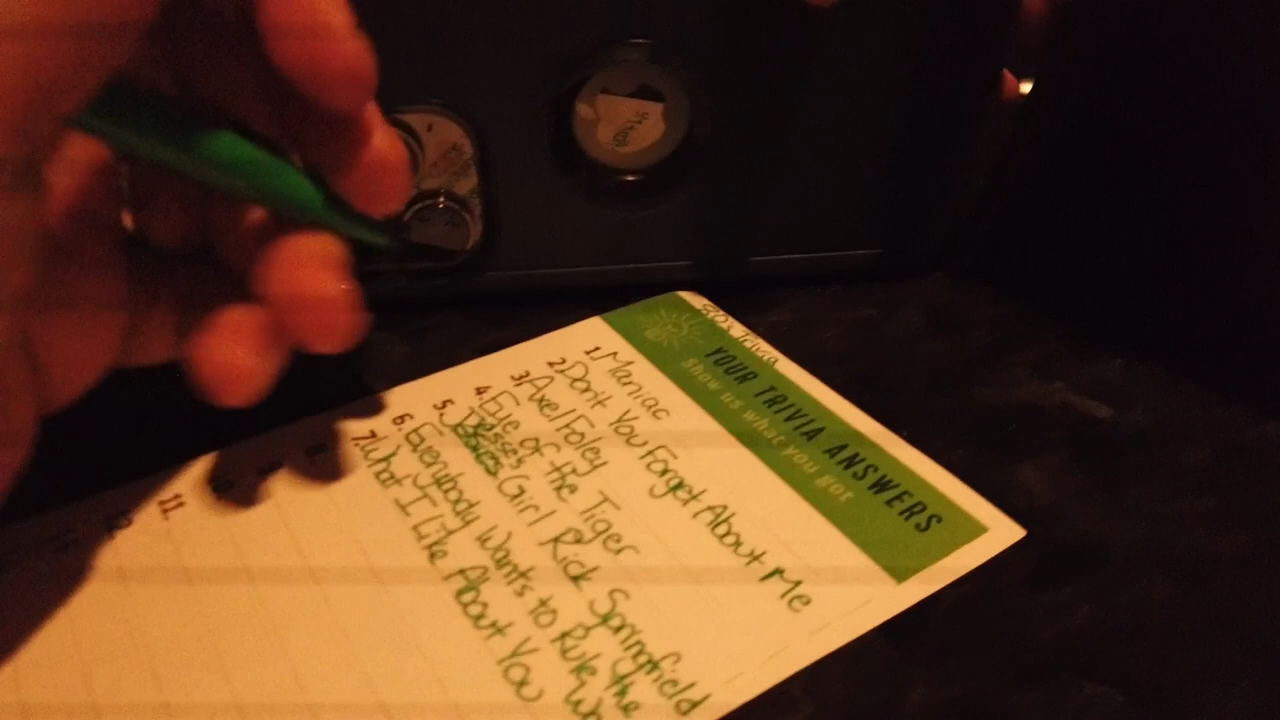 80's Trivia
YOUR TRIVIA ANSWERS
Show us what you got
1. Maniac
2. Don't You Forget About Me
3. Axel Foley
4. Eye of the Tiger
5. Jesses Girl Rick Springfield
6. Everybody Wants to Rule the
7. What I Like About You
11.